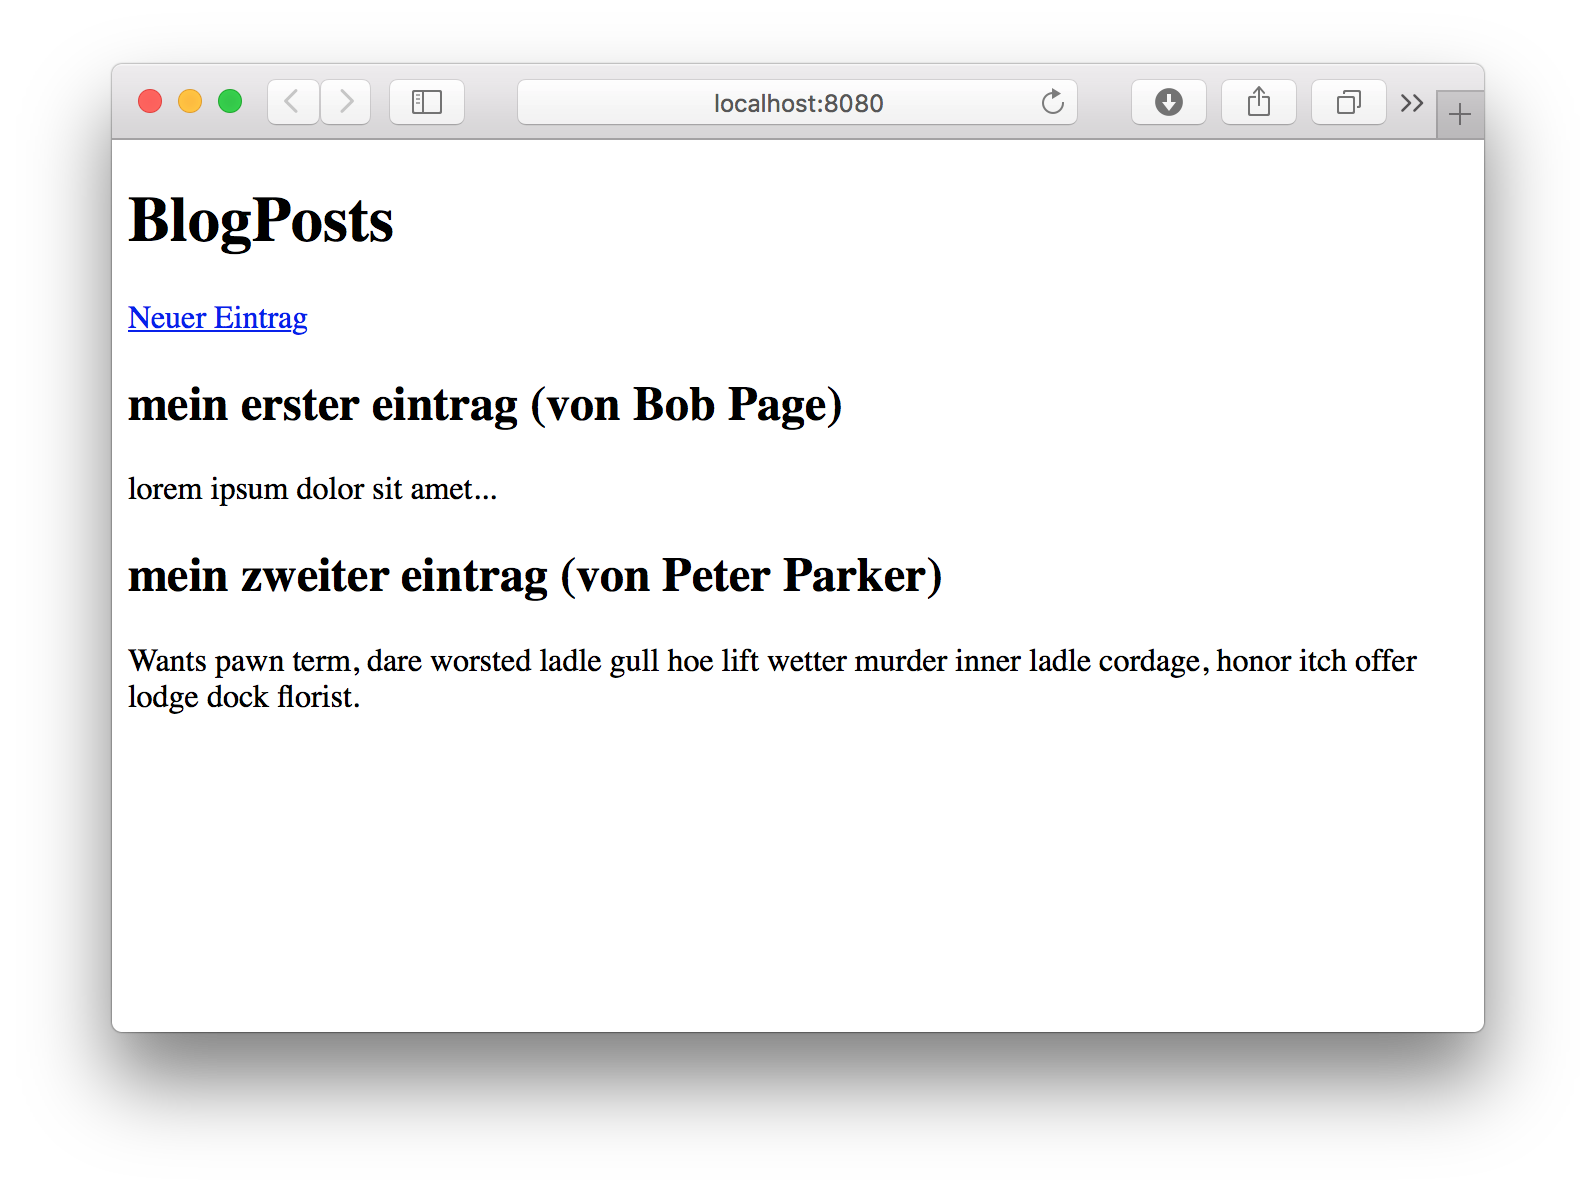 localhost:8080
BlogPosts
Neuer Eintrag
mein erster eintrag (von Bob Page)
lorem ipsum dolor sit amet...
mein zweiter eintrag (von Peter Parker)
Wants pawn term, dare worsted ladle gull hoe lift wetter murder inner ladle cordage, honor itch offer
lodge dock florist.